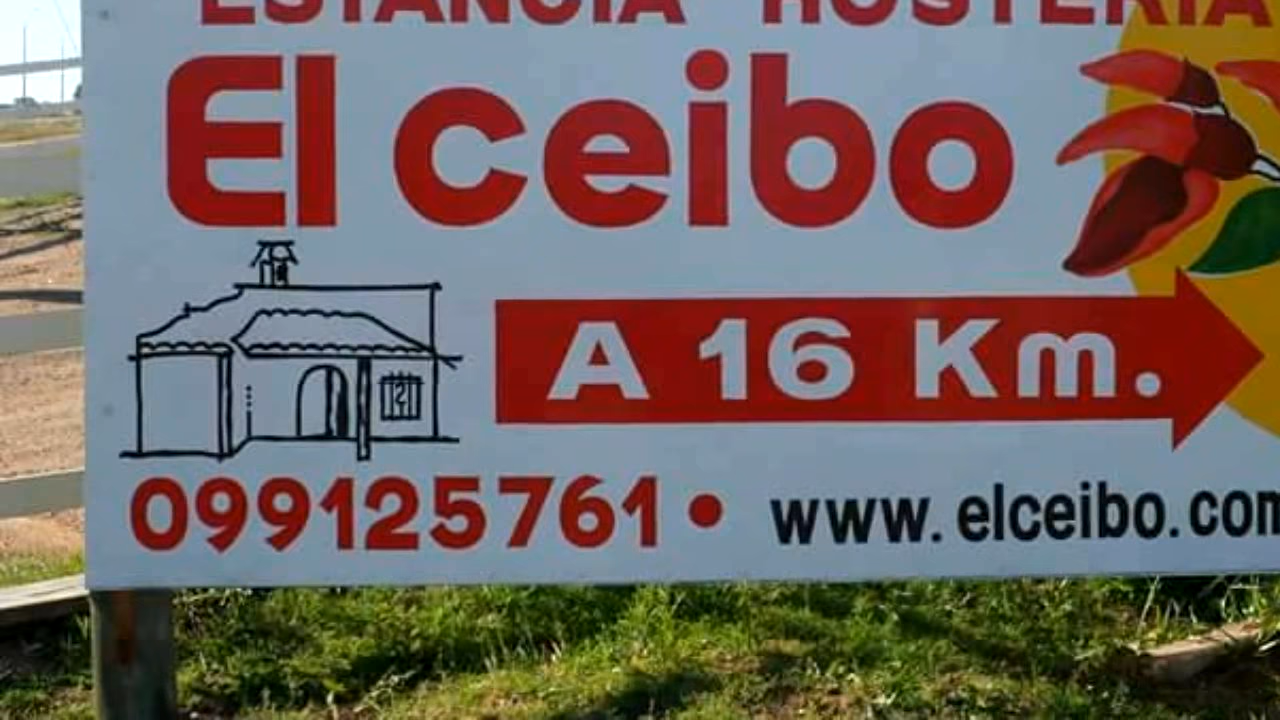 ESTANCIA HOSTERIA
El ceibo
A 16 Km.
099125761• www.elceibo.com